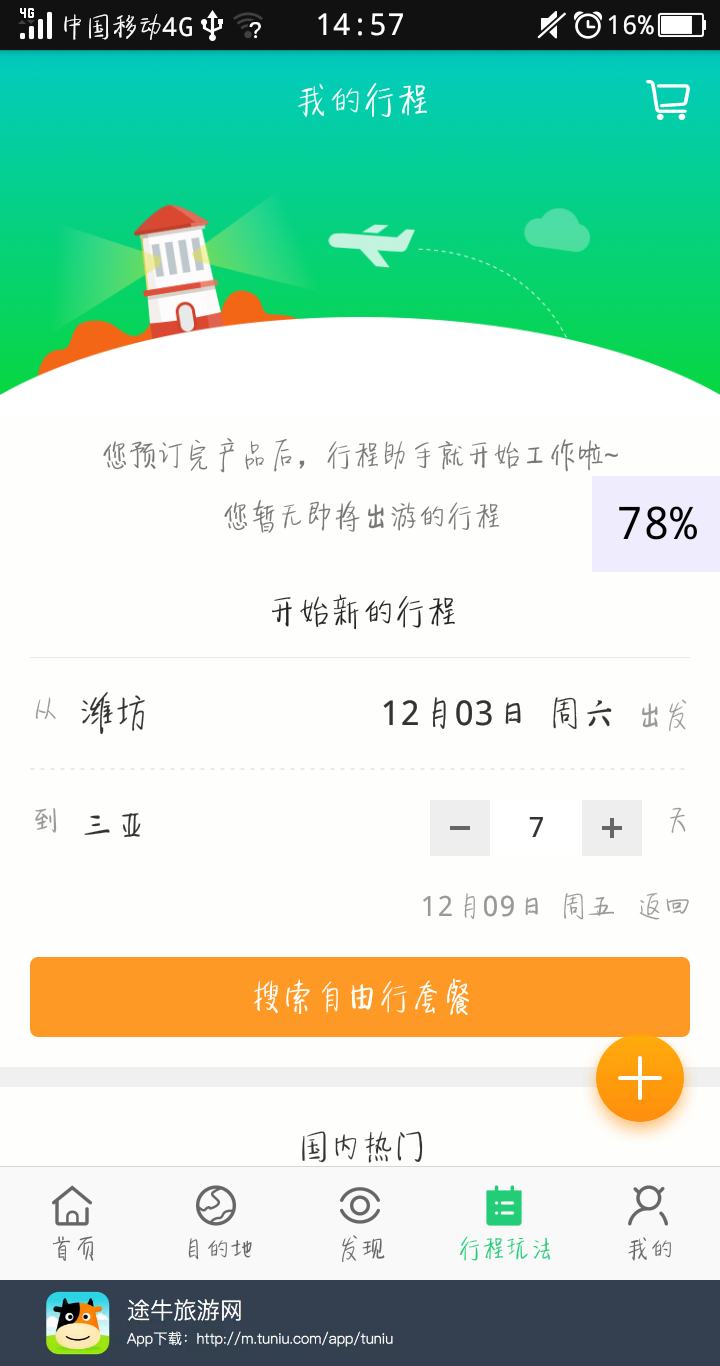 4G 中国移动4G 14:57 16%
我的行程
您预订完产品后，行程助手就开始工作啦~
您暂无即将出游的行程
78%
开始新的行程
从 潍坊 12月03日 周六 出发
到 三亚 − 7 + 天
12月09日 周五 返回
搜索自由行套餐
国内热门
首页 目的地 发现 行程玩法 我的
途牛旅游网
App下载：http://m.tuniu.com/app/tuniu